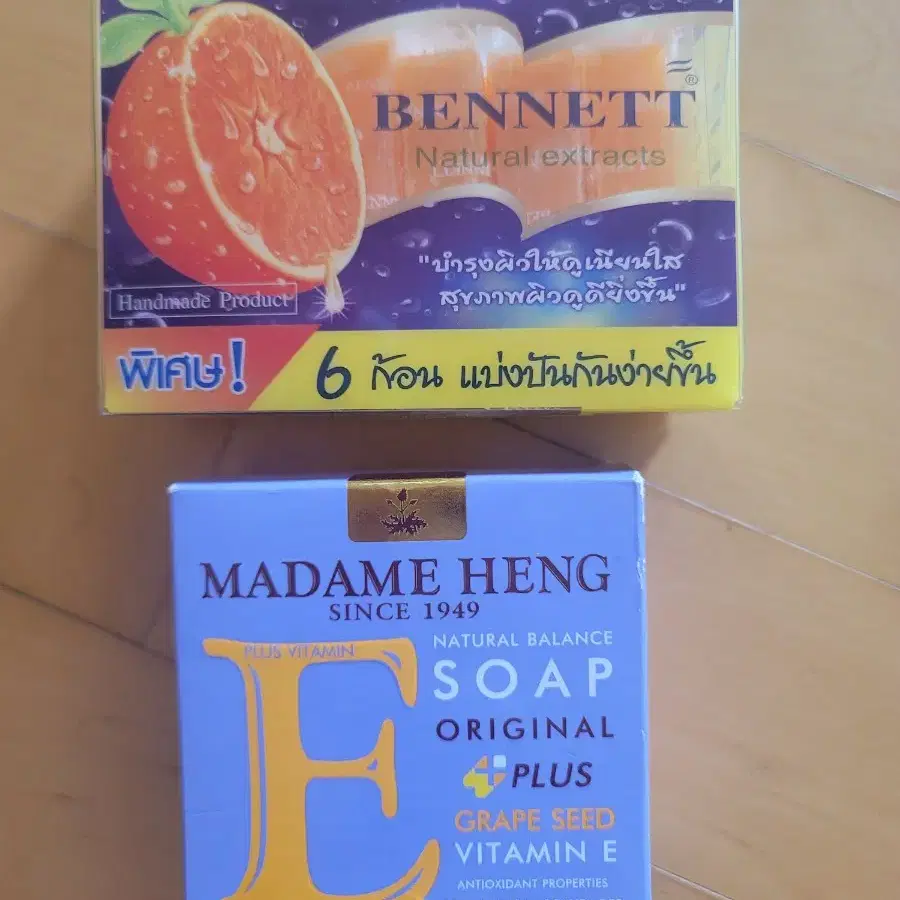 BENNETT®
Natural extracts
"บำรุงผิวให้ดูเนียนใส
สุขภาพผิวดูดียิ่งขึ้น"
Handmade Product
พิเศษ!
6 ก้อน แบ่งปันกันง่ายขึ้น
MADAME HENG
SINCE 1949
PLUS VITAMIN
E
NATURAL BALANCE
SOAP
ORIGINAL
PLUS
GRAPE SEED
VITAMIN E
ANTIOXIDANT PROPERTIES